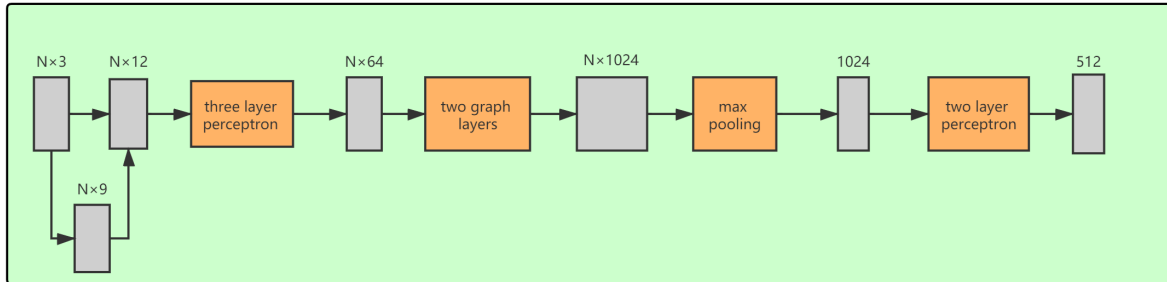 N×3
N×12
three layer
perceptron
N×64
two graph
layers
N×1024
max
pooling
1024
two layer
perceptron
512
N×9